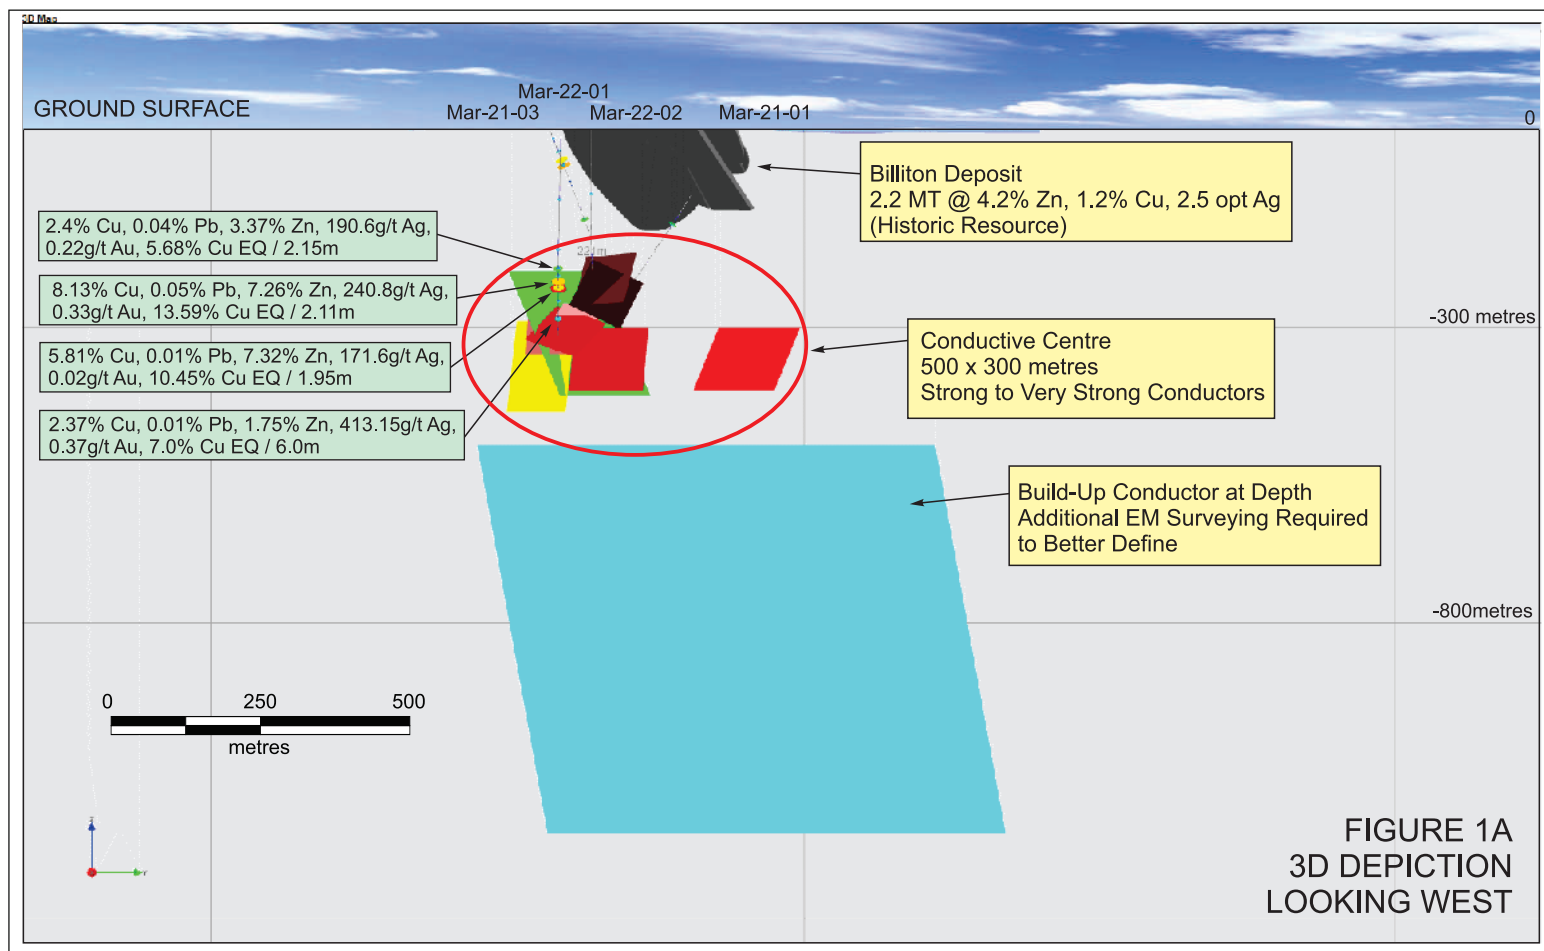 3D Map
Mar-22-01
GROUND SURFACE
Mar-21-03
Mar-22-02
Mar-21-01
0
Billiton Deposit
2.2 MT @ 4.2% Zn, 1.2% Cu, 2.5 opt Ag
(Historic Resource)
2.4% Cu, 0.04% Pb, 3.37% Zn, 190.6g/t Ag,
0.22g/t Au, 5.68% Cu EQ / 2.15m
8.13% Cu, 0.05% Pb, 7.26% Zn, 240.8g/t Ag,
0.33g/t Au, 13.59% Cu EQ / 2.11m
5.81% Cu, 0.01% Pb, 7.32% Zn, 171.6g/t Ag,
0.02g/t Au, 10.45% Cu EQ / 1.95m
2.37% Cu, 0.01% Pb, 1.75% Zn, 413.15g/t Ag,
0.37g/t Au, 7.0% Cu EQ / 6.0m
-300 metres
Conductive Centre
500 x 300 metres
Strong to Very Strong Conductors
Build-Up Conductor at Depth
Additional EM Surveying Required
to Better Define
-800metres
0 250 500
metres
Z
Y
FIGURE 1A
3D DEPICTION
LOOKING WEST